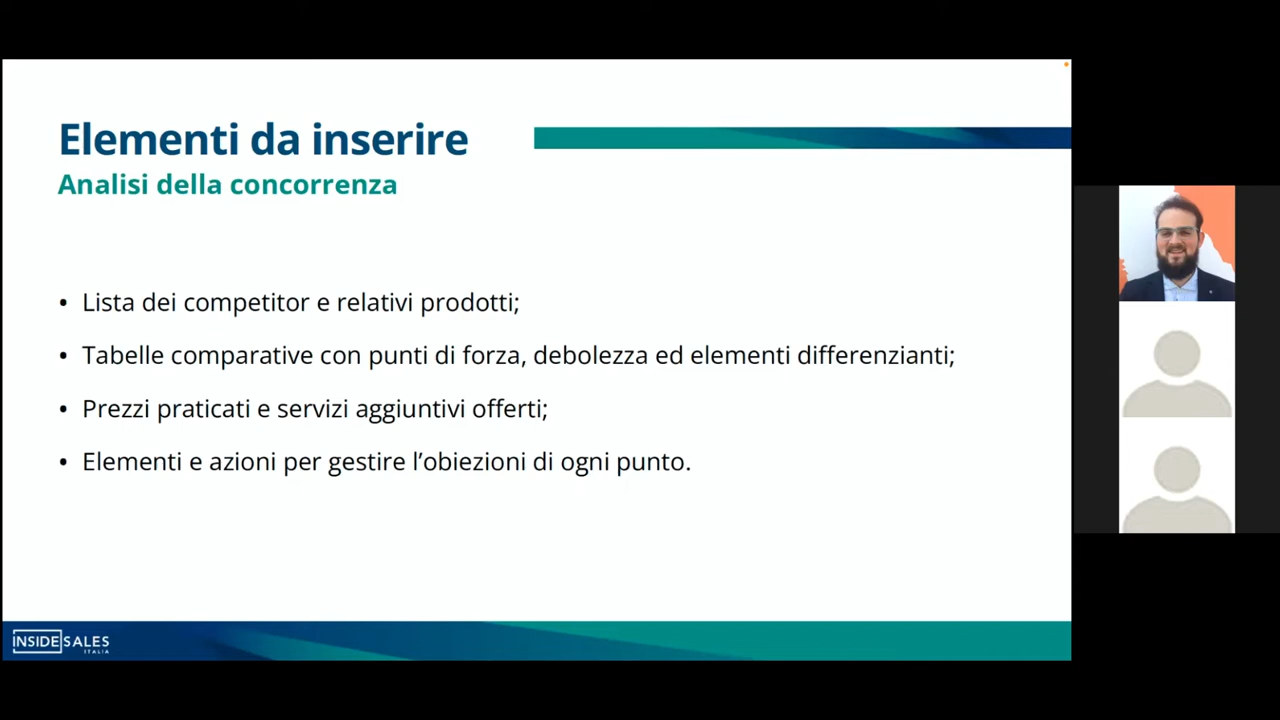 Elementi da inserire
Analisi della concorrenza
• Lista dei competitor e relativi prodotti;
• Tabelle comparative con punti di forza, debolezza ed elementi differenzianti;
• Prezzi praticati e servizi aggiuntivi offerti;
• Elementi e azioni per gestire l’obiezioni di ogni punto.
INSIDE SALES
ITALIA